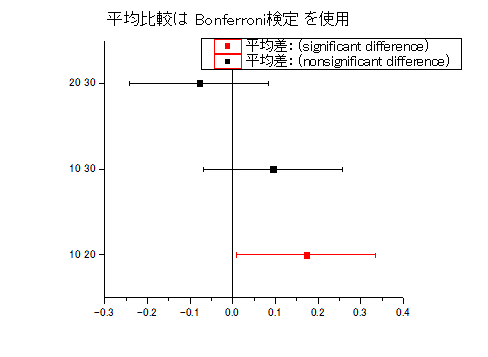 平均比較は Bonferroni検定 を使用
平均差: (significant difference)
平均差: (nonsignificant difference)
20 30
10 30
10 20
−0.3 −0.2 −0.1 0.0 0.1 0.2 0.3 0.4